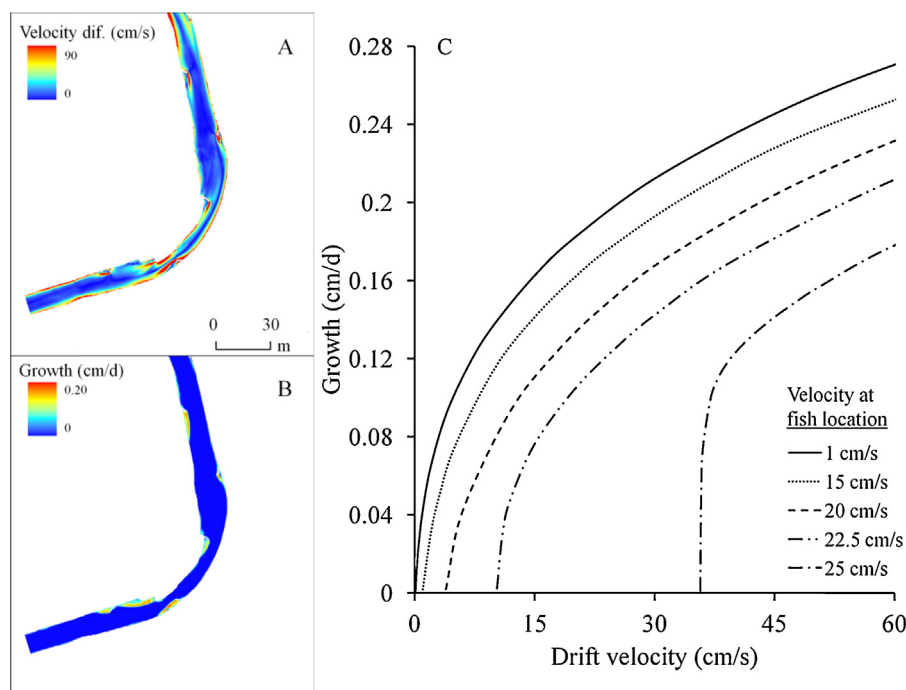 Velocity dif. (cm/s)
A
90
0
0 30
m
Growth (cm/d)
B
0.20
0
C
0.28
0.24
0.2
0.16
0.12
0.08
0.04
0
Growth (cm/d)
0 15 30 45 60
Drift velocity (cm/s)
Velocity at
fish location
1 cm/s
15 cm/s
20 cm/s
22.5 cm/s
25 cm/s